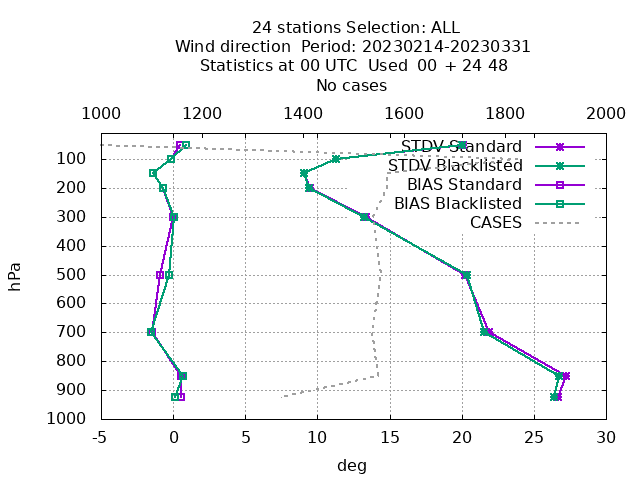 24 stations Selection: ALL
Wind direction  Period: 20230214-20230331
Statistics at 00 UTC  Used  00 + 24 48
No cases
1000 1200 1400 1600 1800 2000
STDV Standard
STDV Blacklisted
BIAS Standard
BIAS Blacklisted
CASES
100
200
300
400
500
600
700
800
900
1000
hPa
-5 0 5 10 15 20 25 30
deg